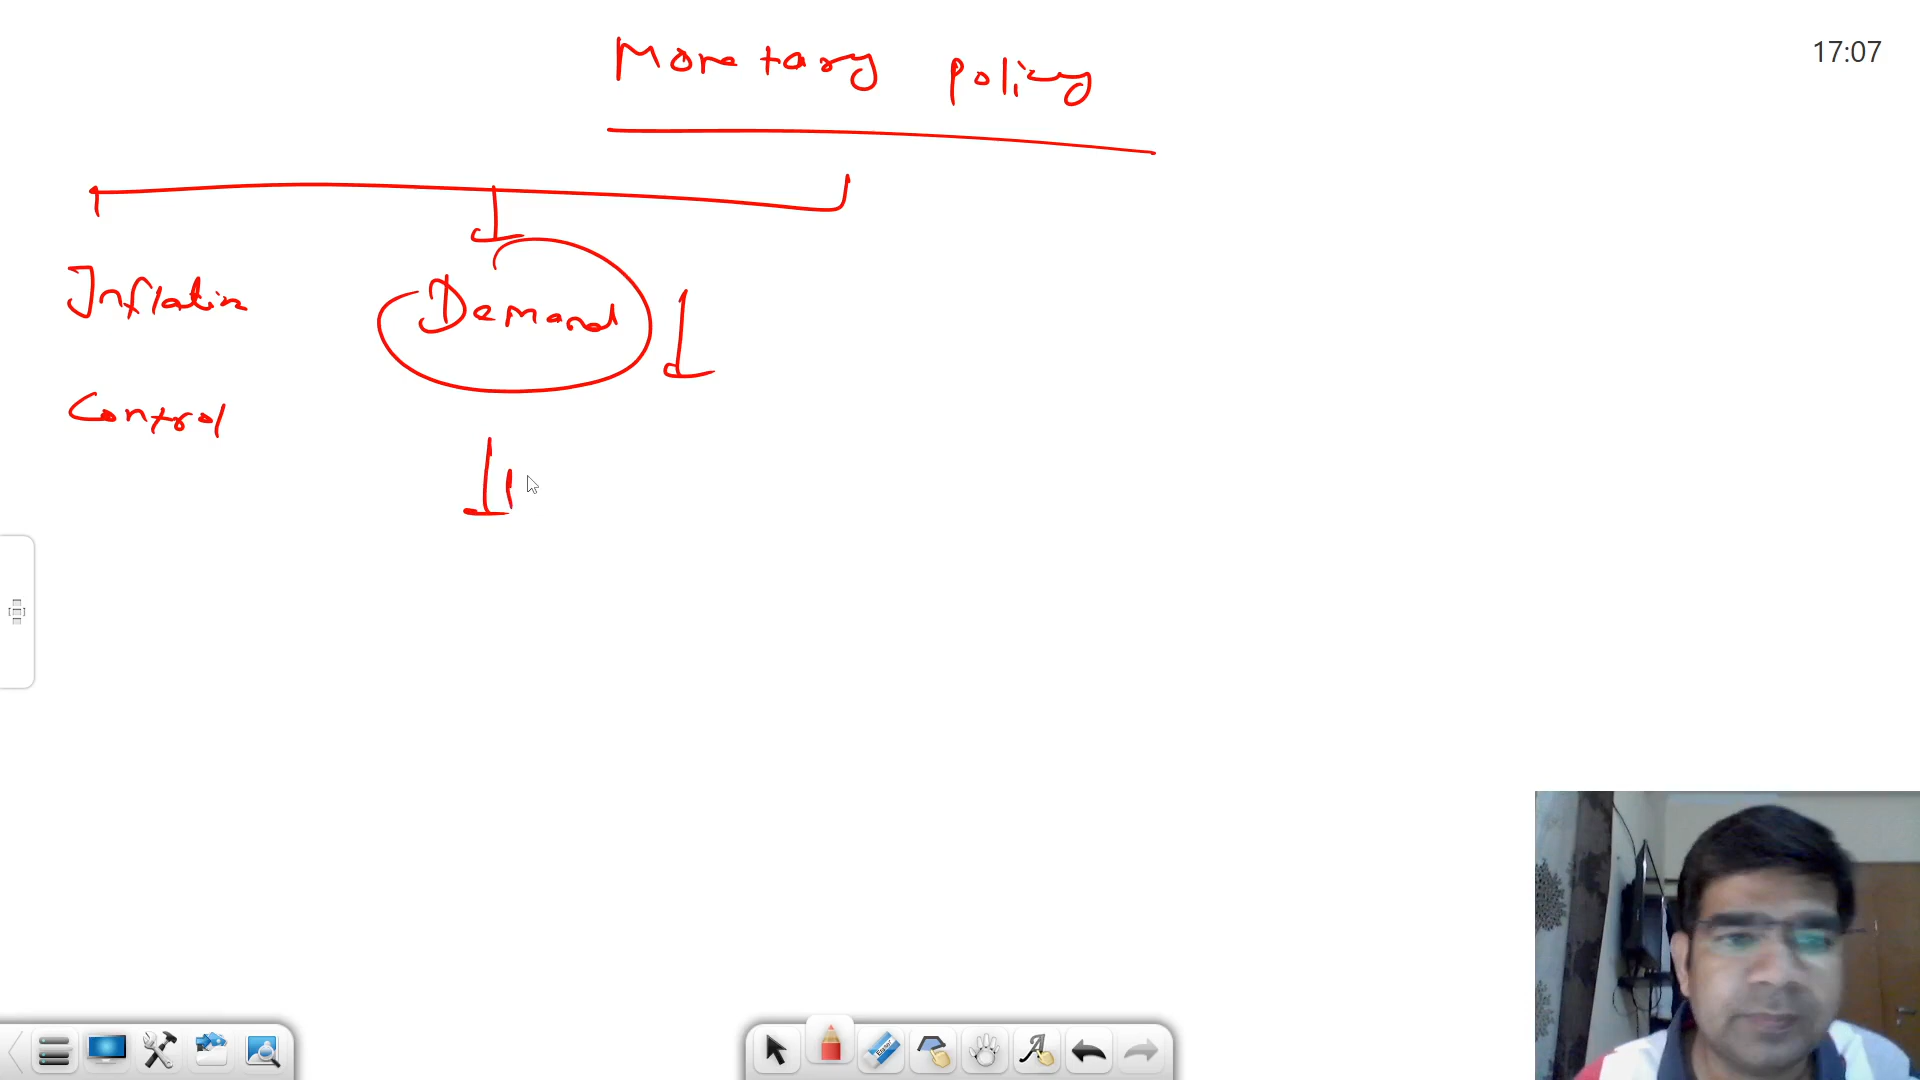 Monetary policy
17:07
Inflation
Demand
Control